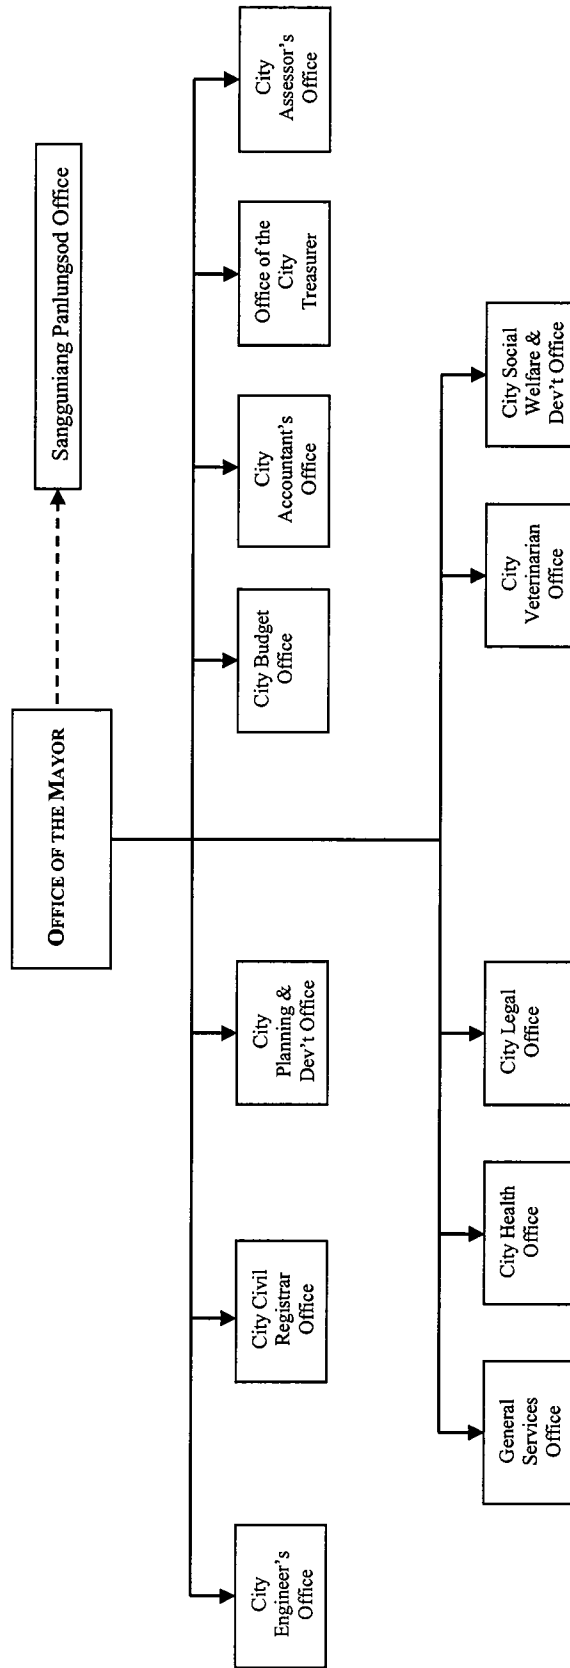 OFFICE OF THE MAYOR
Sangguniang Panlungsod Office
City
Engineer's
Office
City Civil
Registrar
Office
City
Planning &
Dev't Office
City Budget
Office
City
Accountant's
Office
Office of the
City
Treasurer
City
Assessor's
Office
General
Services
Office
City Health
Office
City Legal
Office
City
Veterinarian
Office
City Social
Welfare &
Dev't Office